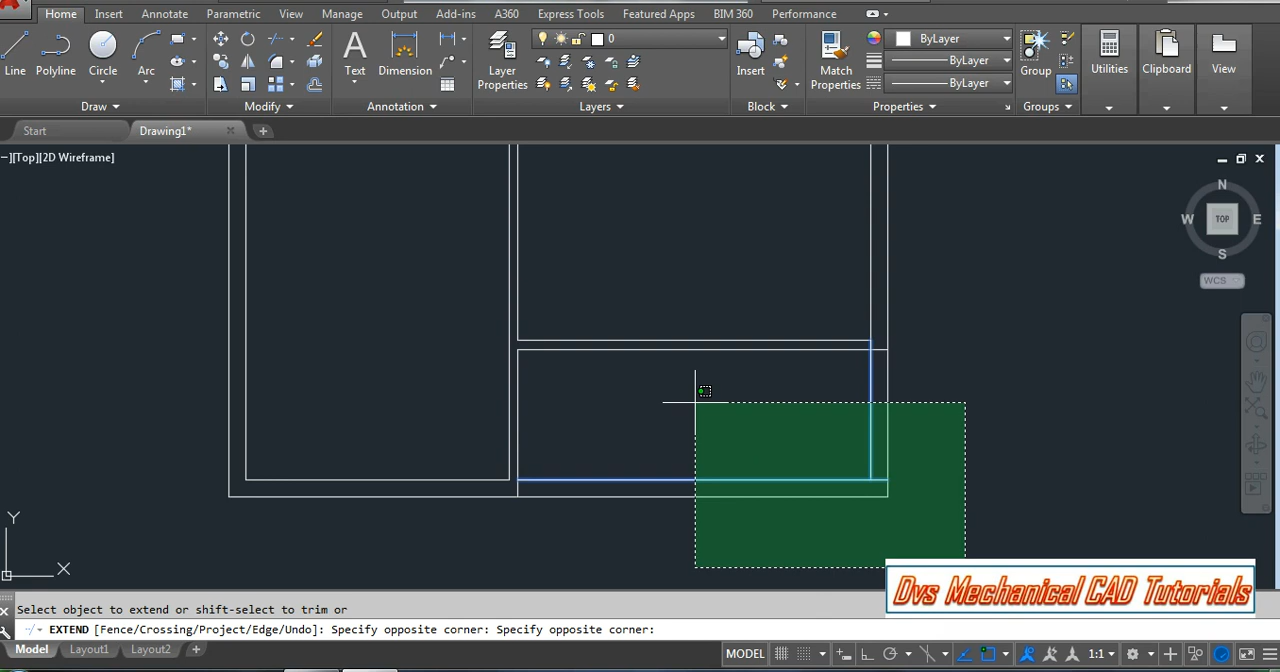 Home Insert Annotate Parametric View Manage Output Add-ins A360 Express Tools Featured Apps BIM 360 Performance
0 ByLayer
Line Polyline Circle Arc Text Dimension Layer Properties Insert Match Properties ByLayer Group Utilities Clipboard View
ByLayer
Draw Modify Annotation Layers Block Properties Groups
Start Drawing1*
−][Top][2D Wireframe]
N
W TOP E
S
WCS
Y
X
Dvs Mechanical CAD Tutorials
Select object to extend or shift-select to trim or
EXTEND [Fence/Crossing/Project/Edge/Undo]: Specify opposite corner: Specify opposite corner:
Model Layout1 Layout2 + MODEL 1:1